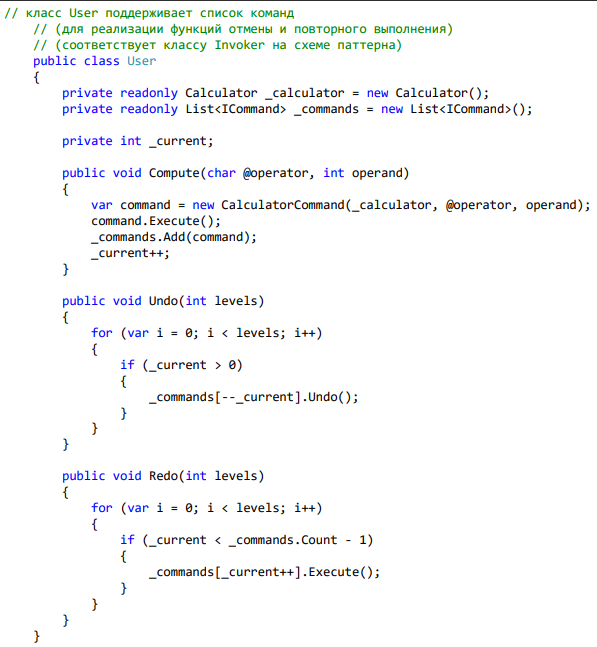 // класс User поддерживает список команд
// (для реализации функций отмены и повторного выполнения)
// (соответствует классу Invoker на схеме паттерна)
public class User
{
private readonly Calculator _calculator = new Calculator();
private readonly List<ICommand> _commands = new List<ICommand>();
private int _current;
public void Compute(char @operator, int operand)
{
var command = new CalculatorCommand(_calculator, @operator, operand);
command.Execute();
_commands.Add(command);
_current++;
}
public void Undo(int levels)
{
for (var i = 0; i < levels; i++)
{
if (_current > 0)
{
_commands[--_current].Undo();
}
}
}
public void Redo(int levels)
{
for (var i = 0; i < levels; i++)
{
if (_current < _commands.Count - 1)
{
_commands[_current++].Execute();
}
}
}
}